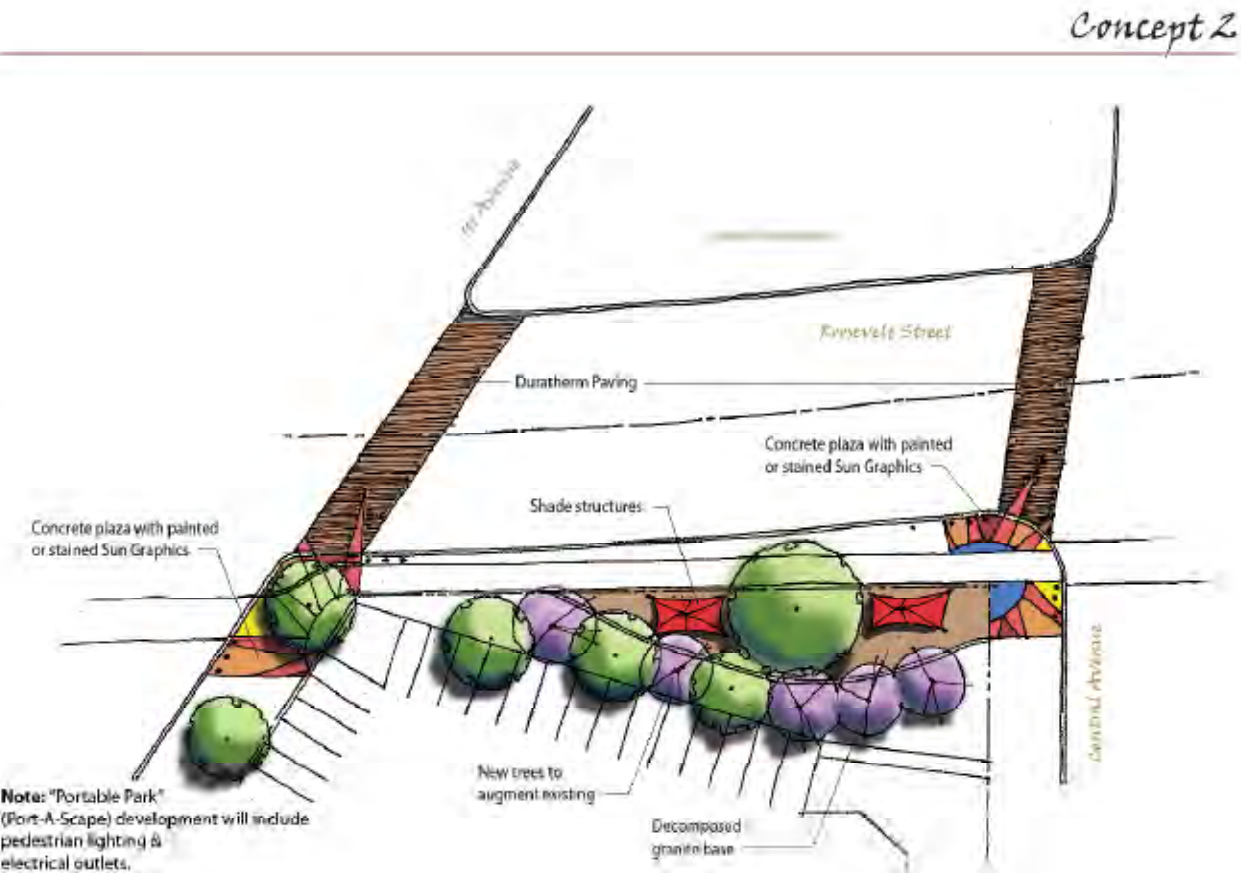 Concept 2
1st Avenue
Roosevelt Street
Duratherm Paving
Concrete plaza with painted
or stained Sun Graphics
Shade structures
Concrete plaza with painted
or stained Sun Graphics
Central Avenue
New trees to
augment existing
Decomposed
granite base
Note: "Portable Park"
(Port-A-Scape) development will include
pedestrian lighting &
electrical outlets.